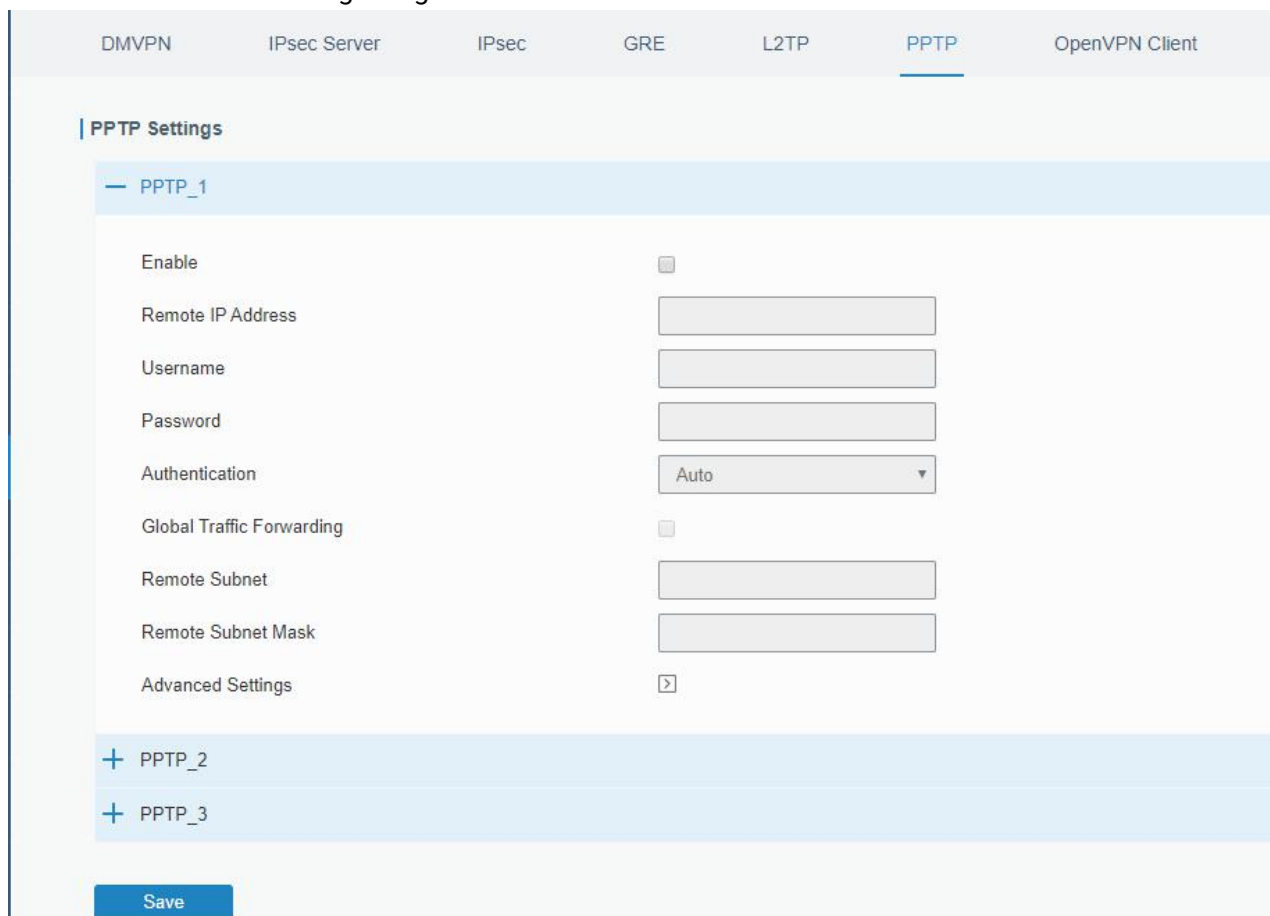 DMVPN IPsec Server IPsec GRE L2TP PPTP OpenVPN Client
PPTP Settings
PPTP_1
Enable
Remote IP Address
Username
Password
Authentication Auto
Global Traffic Forwarding
Remote Subnet
Remote Subnet Mask
Advanced Settings
PPTP_2
PPTP_3
Save